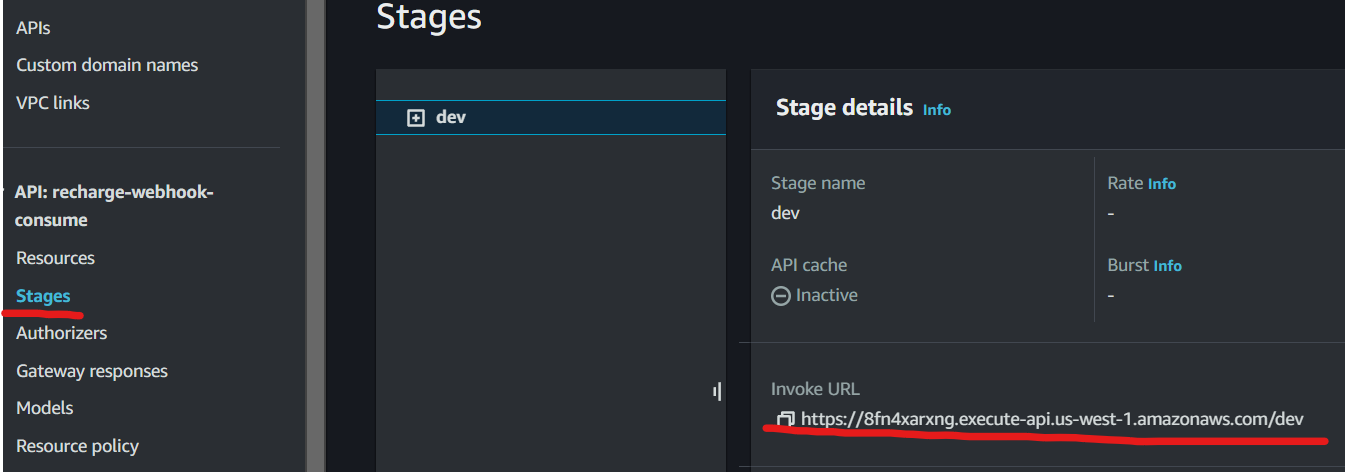 APIs
Custom domain names
VPC links
API: recharge-webhook-
consume
Resources
Stages
Authorizers
Gateway responses
Models
Resource policy
Stages
dev
Stage details Info
Stage name
dev
Rate Info
-
API cache
Inactive
Burst Info
-
Invoke URL
https://8fn4xarxng.execute-api.us-west-1.amazonaws.com/dev